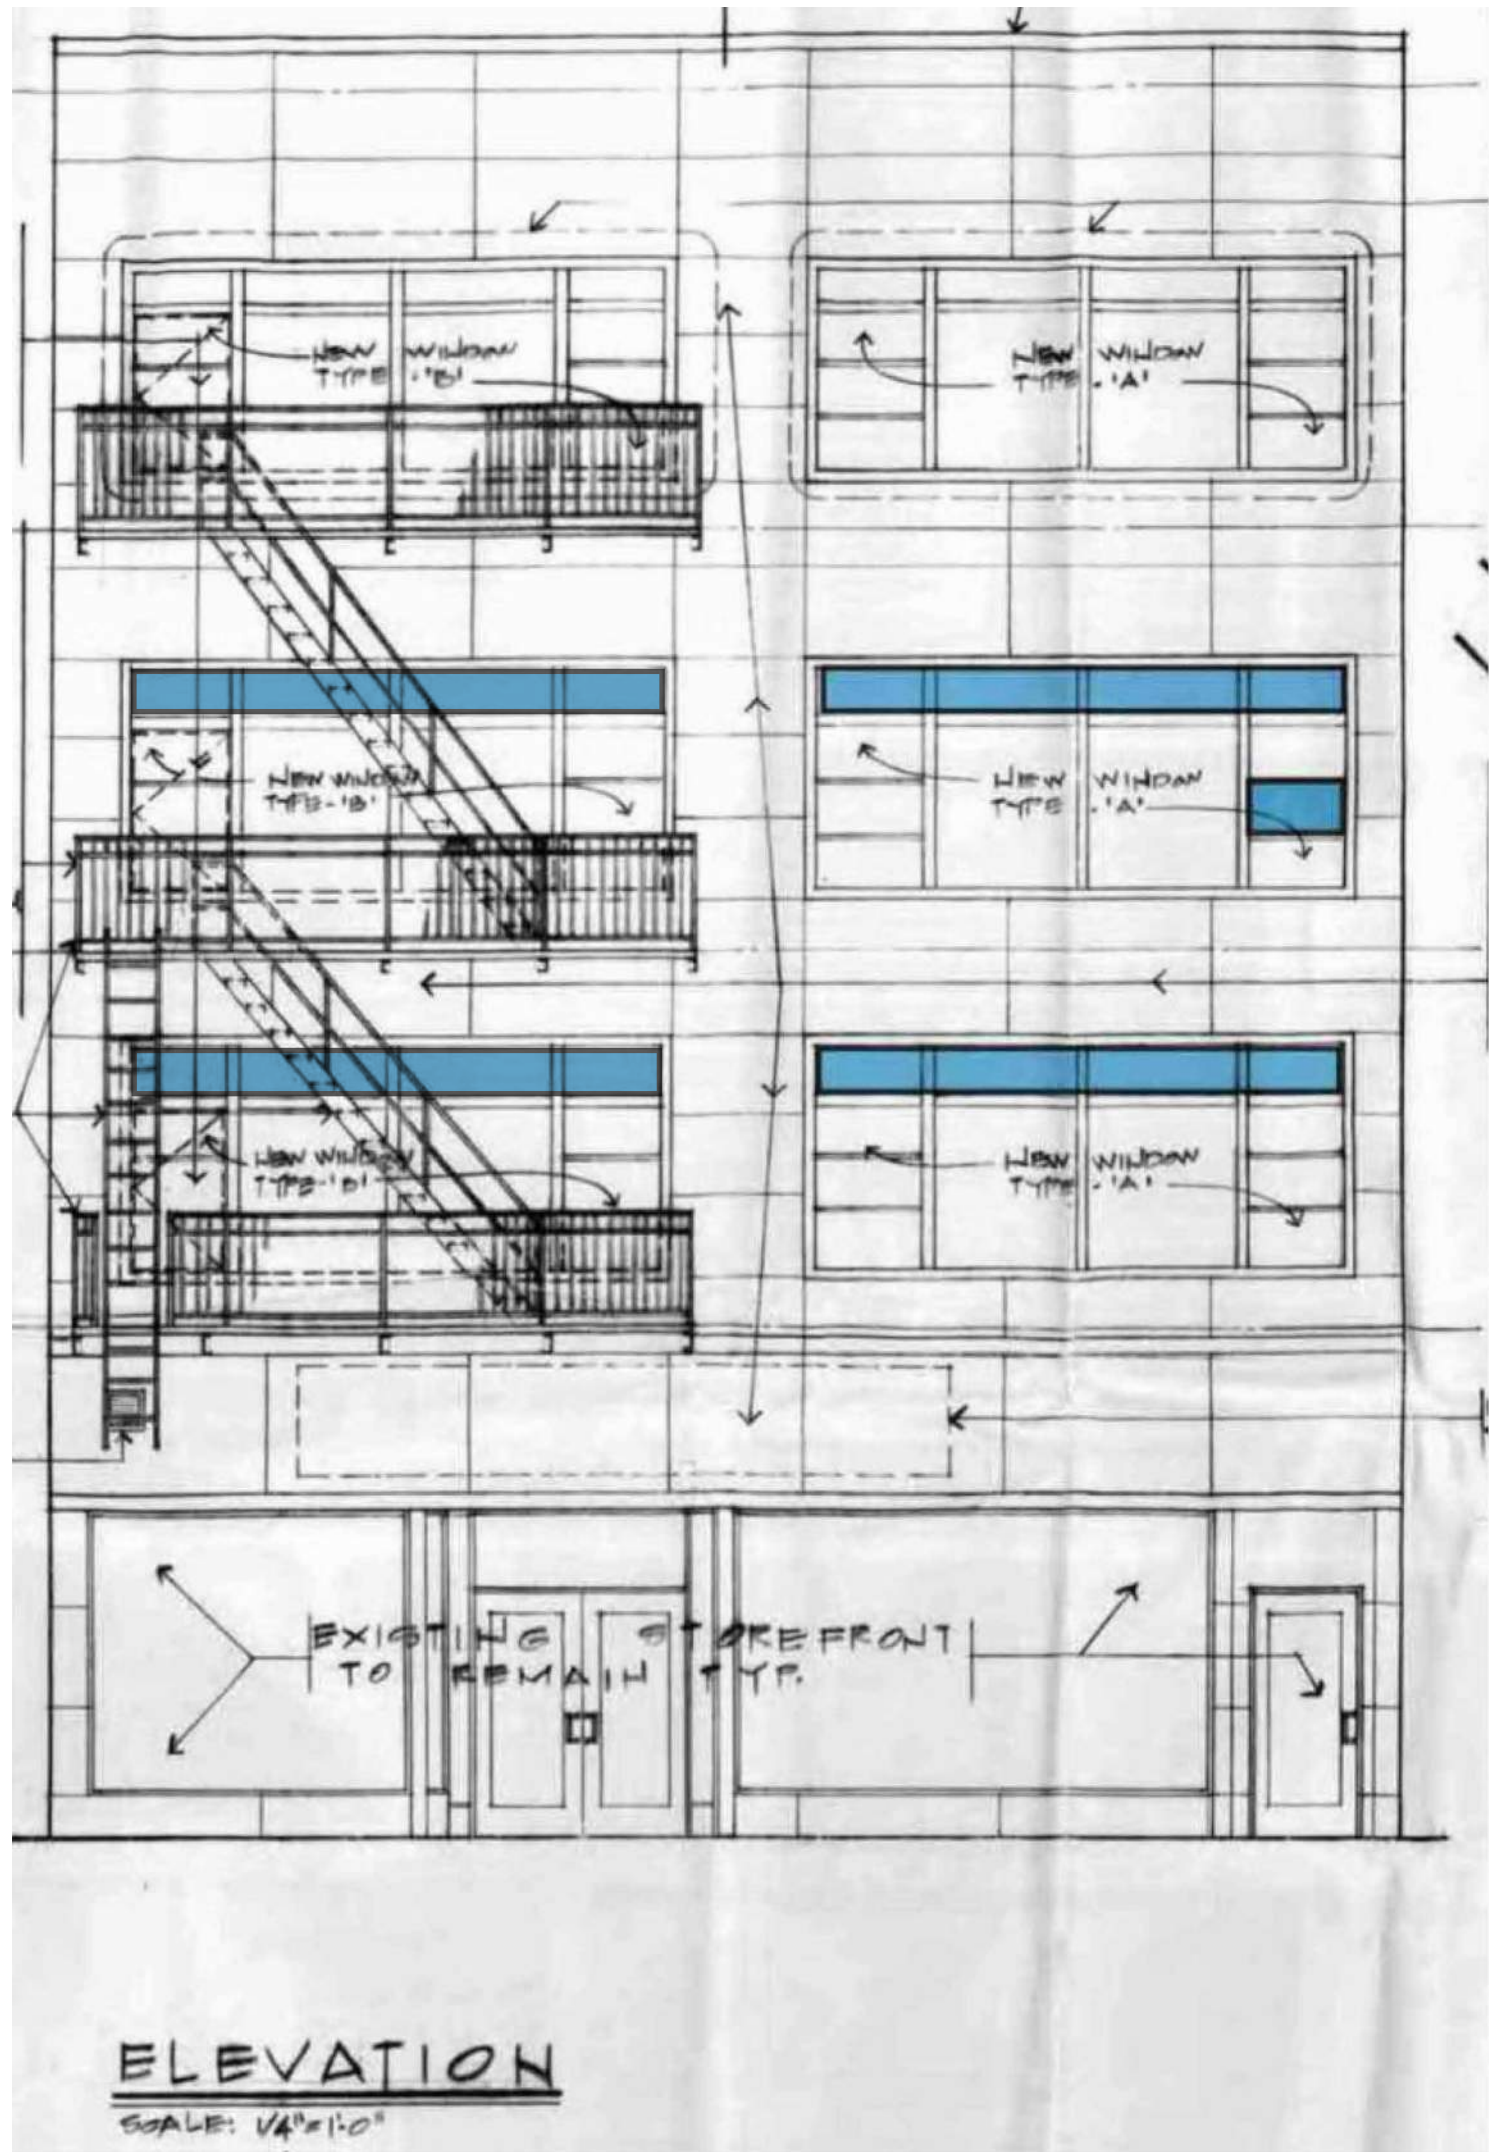 NEW WINDOW
TYPE - 'B'
NEW WINDOW
TYPE - 'A'
NEW WINDOW
TYPE - 'B'
NEW WINDOW
TYPE - 'A'
NEW WINDOW
TYPE - 'B'
NEW WINDOW
TYPE - 'A'
EXISTING STOREFRONT
TO REMAIN TYP.
ELEVATION
SCALE: 1/4"=1'-0"